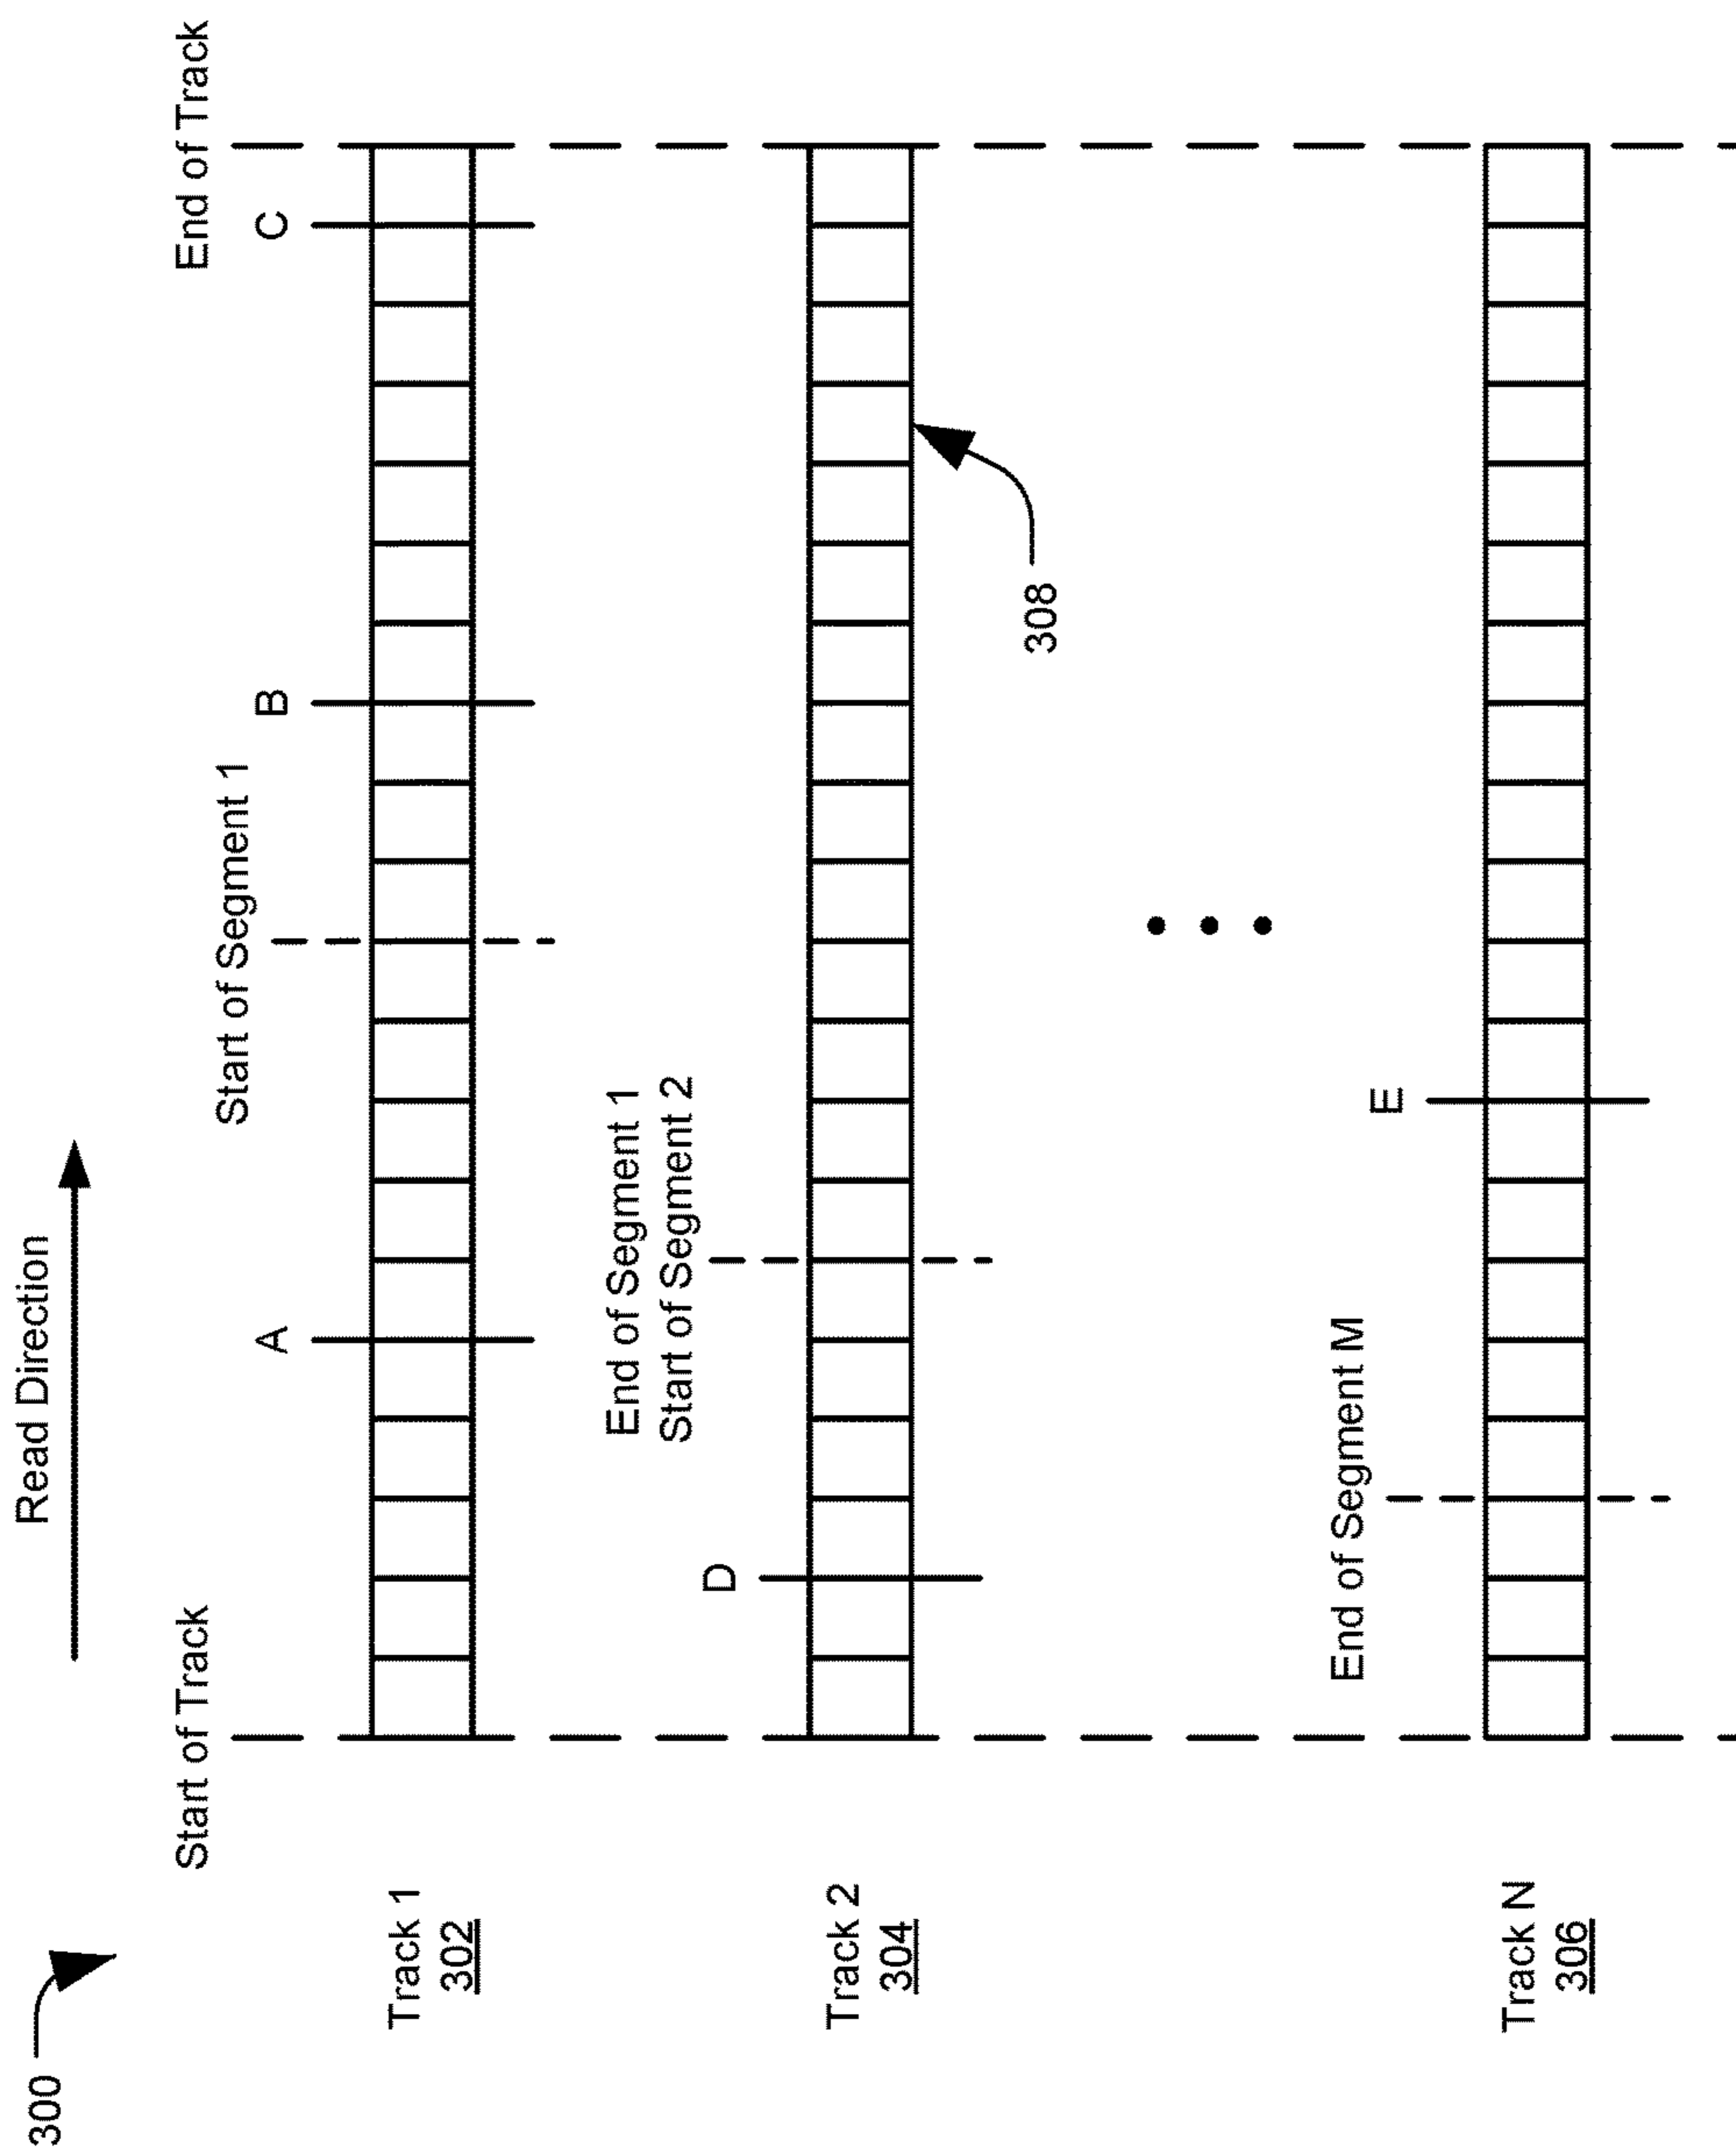 300
Read Direction
Start of Track
End of Track
Start of Segment 1
A
B
C
Track 1
302
End of Segment 1
Start of Segment 2
D
Track 2
304
308
End of Segment M
E
Track N
306